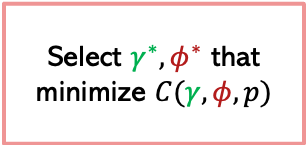 Select γ*, ϕ* that
minimize C(γ, ϕ, p)